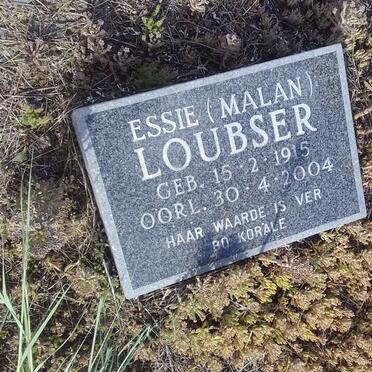 ESSIE (MALAN)
LOUBSER
GEB. 15. 2. 1915
OORL. 30. 4. 2004
HAAR WAARDE IS VER
BO KORALE